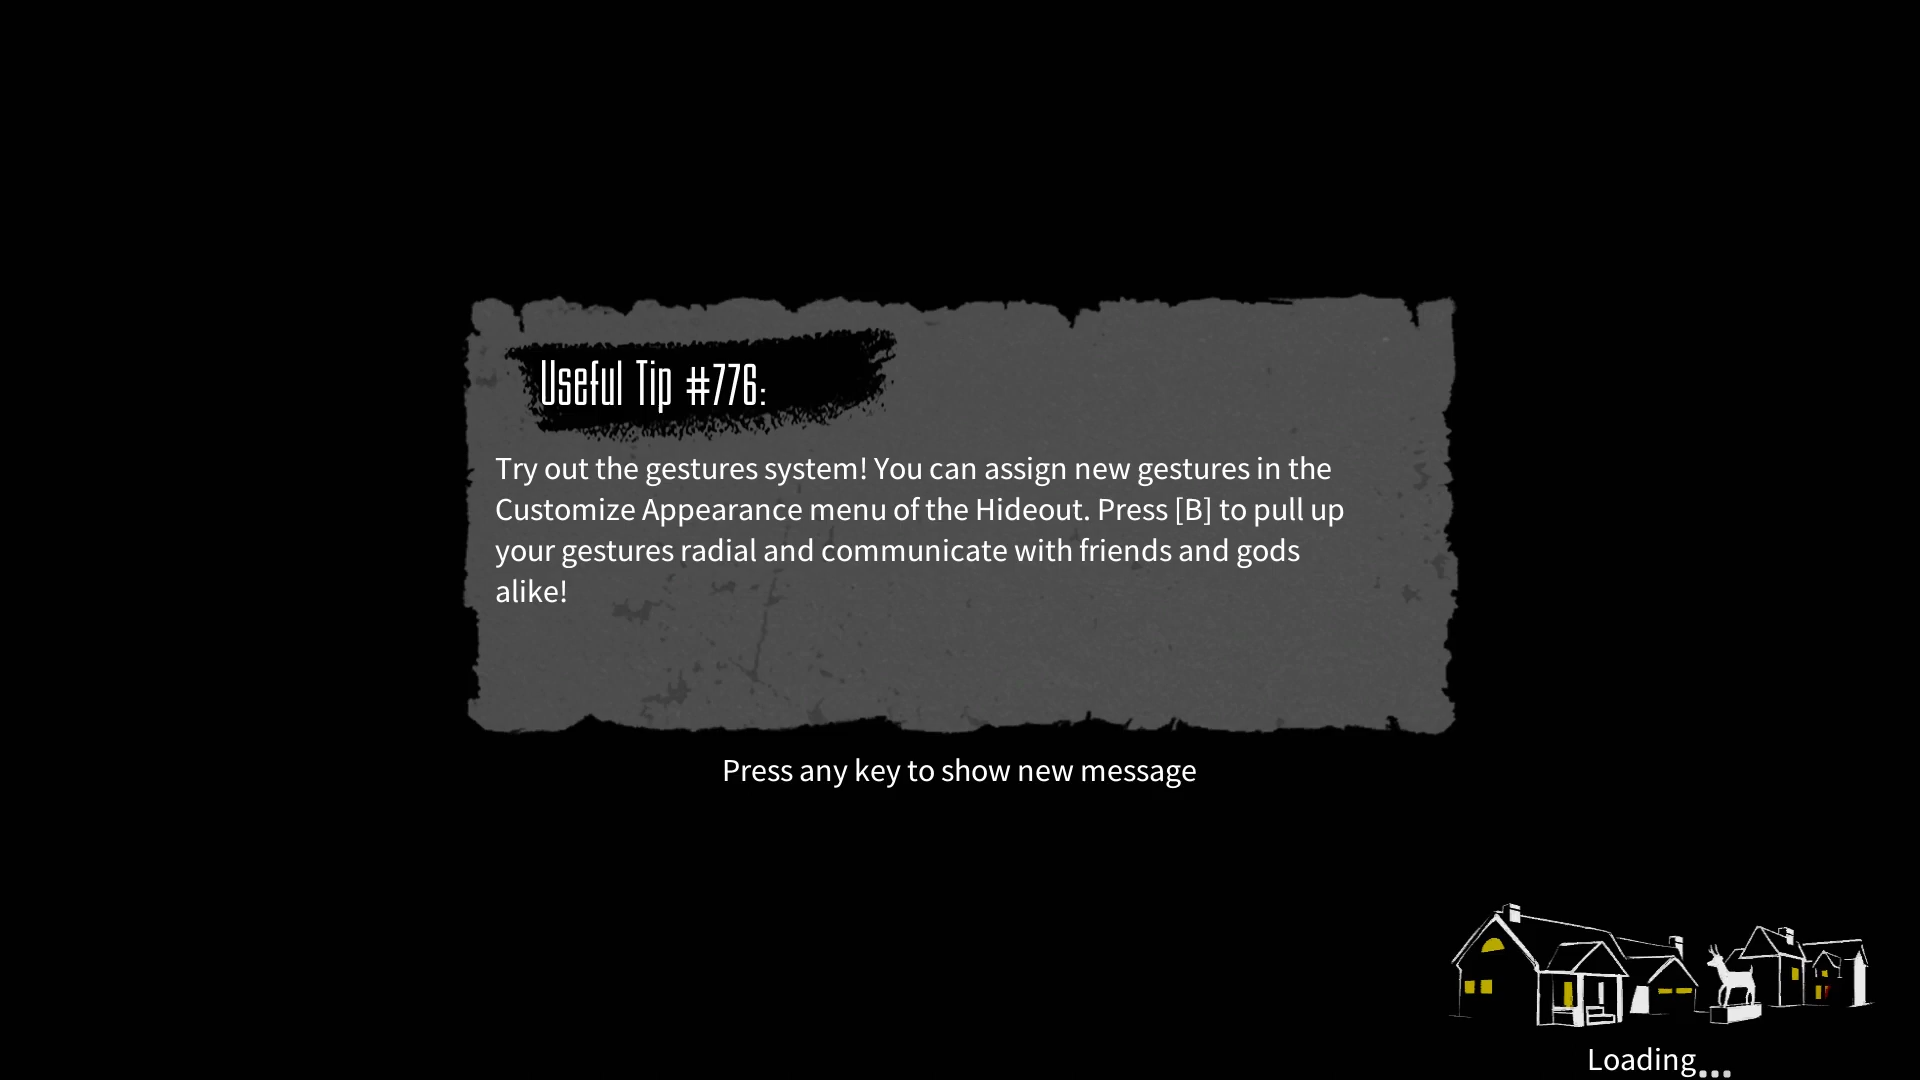 Useful Tip #776:
Try out the gestures system! You can assign new gestures in the
Customize Appearance menu of the Hideout. Press [B] to pull up
your gestures radial and communicate with friends and gods
alike!
Press any key to show new message
Loading...